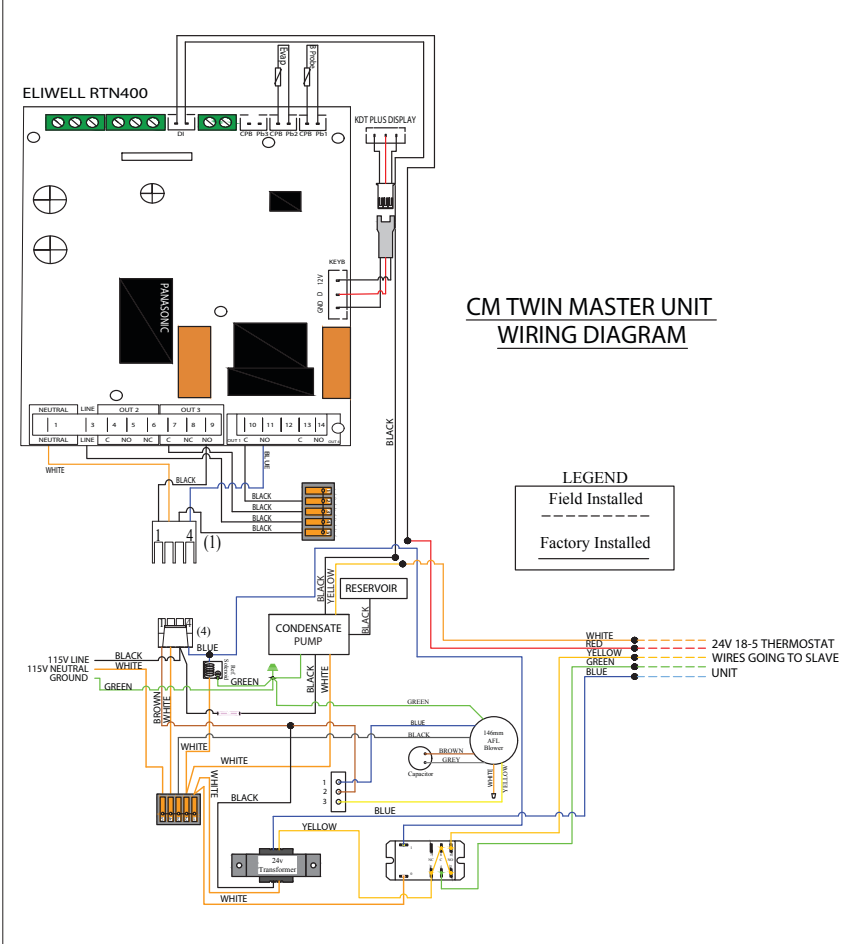 Evap
B Probe
ELIWELL RTN400
KDT PLUS DISPLAY
DI
CPB Pb3 CPB Pb2 CPB Pb1
KEYB
12V
D
GND
PANASONIC
CM TWIN MASTER UNIT
WIRING DIAGRAM
NEUTRAL LINE OUT 2 OUT 3
1 3 4 5 6 7 8 9 10 11 12 13 14
NEUTRAL LINE C NO NC C NC NO OUT 1 C NO C NO OUT 4
WHITE
BLACK
BLUE
BLACK
BLACK
BLACK
BLACK
BLACK
1 4 (1)
LEGEND
Field Installed
Factory Installed
BLACK
YELLOW
RESERVOIR
BLACK
CONDENSATE
PUMP
1 4 (4)
BLUE
115V LINE BLACK
115V NEUTRAL WHITE
GROUND
GREEN
Ref
Solenoid
GREEN
BLACK
WHITE
WHITE
RED
YELLOW
GREEN
BLUE
24V 18-5 THERMOSTAT
WIRES GOING TO SLAVE
UNIT
BROWN
WHITE
GREEN
BLUE
BLACK
146mm
AFL
Blower
BROWN
GREY
Capacitor
WHITE
YELLOW
WHITE
WHITE
WHITE
1
2
3
BLACK
BLUE
YELLOW
24v
Transformer
WHITE